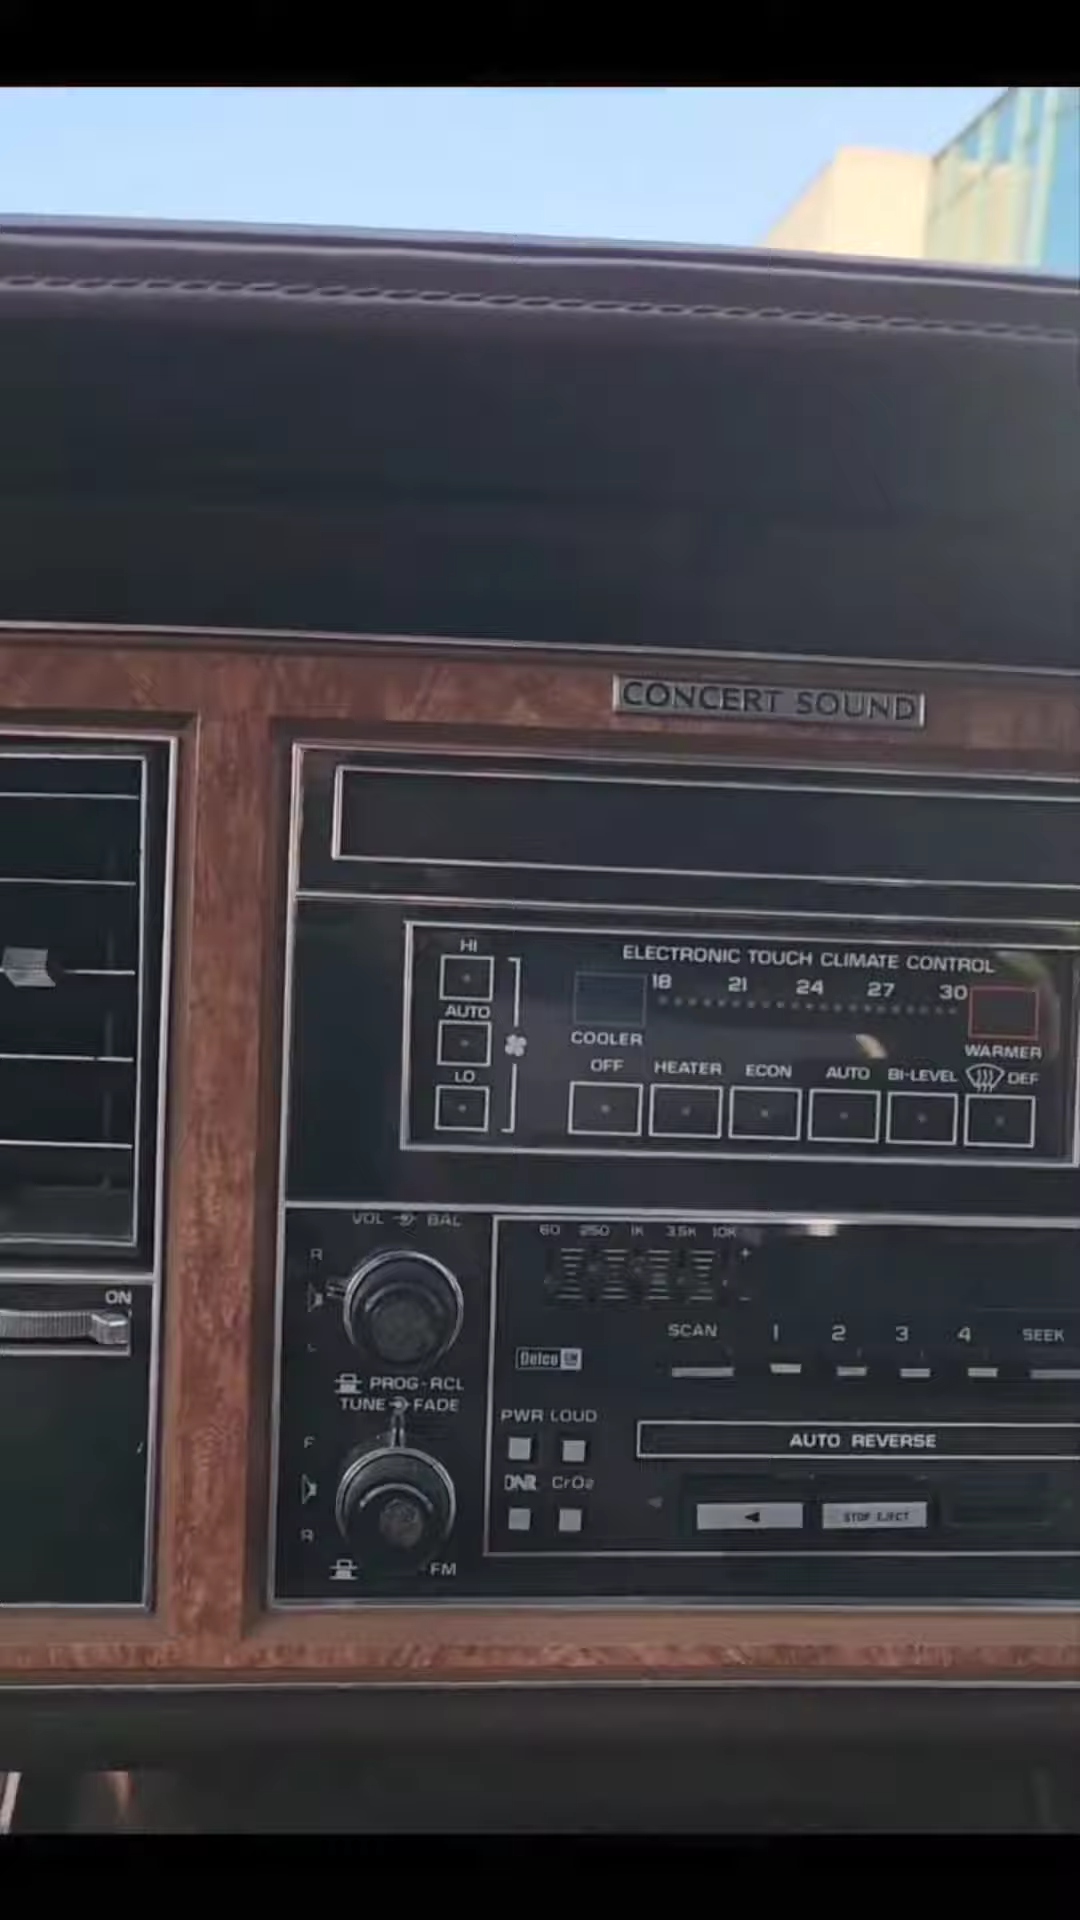 CONCERT SOUND
ELECTRONIC TOUCH CLIMATE CONTROL
HI
AUTO
LO
18 21 24 27 30
COOLER
WARMER
OFF HEATER ECON AUTO BI-LEVEL DEF
VOL BAL
R
L
60 250 1K 3.5K 10K
+
-
ON
SCAN 1 2 3 4 SEEK
Delco GM
PROG-RCL
TUNE FADE
PWR LOUD
AUTO REVERSE
F
R
DNR CrO₂
STOP EJECT
FM